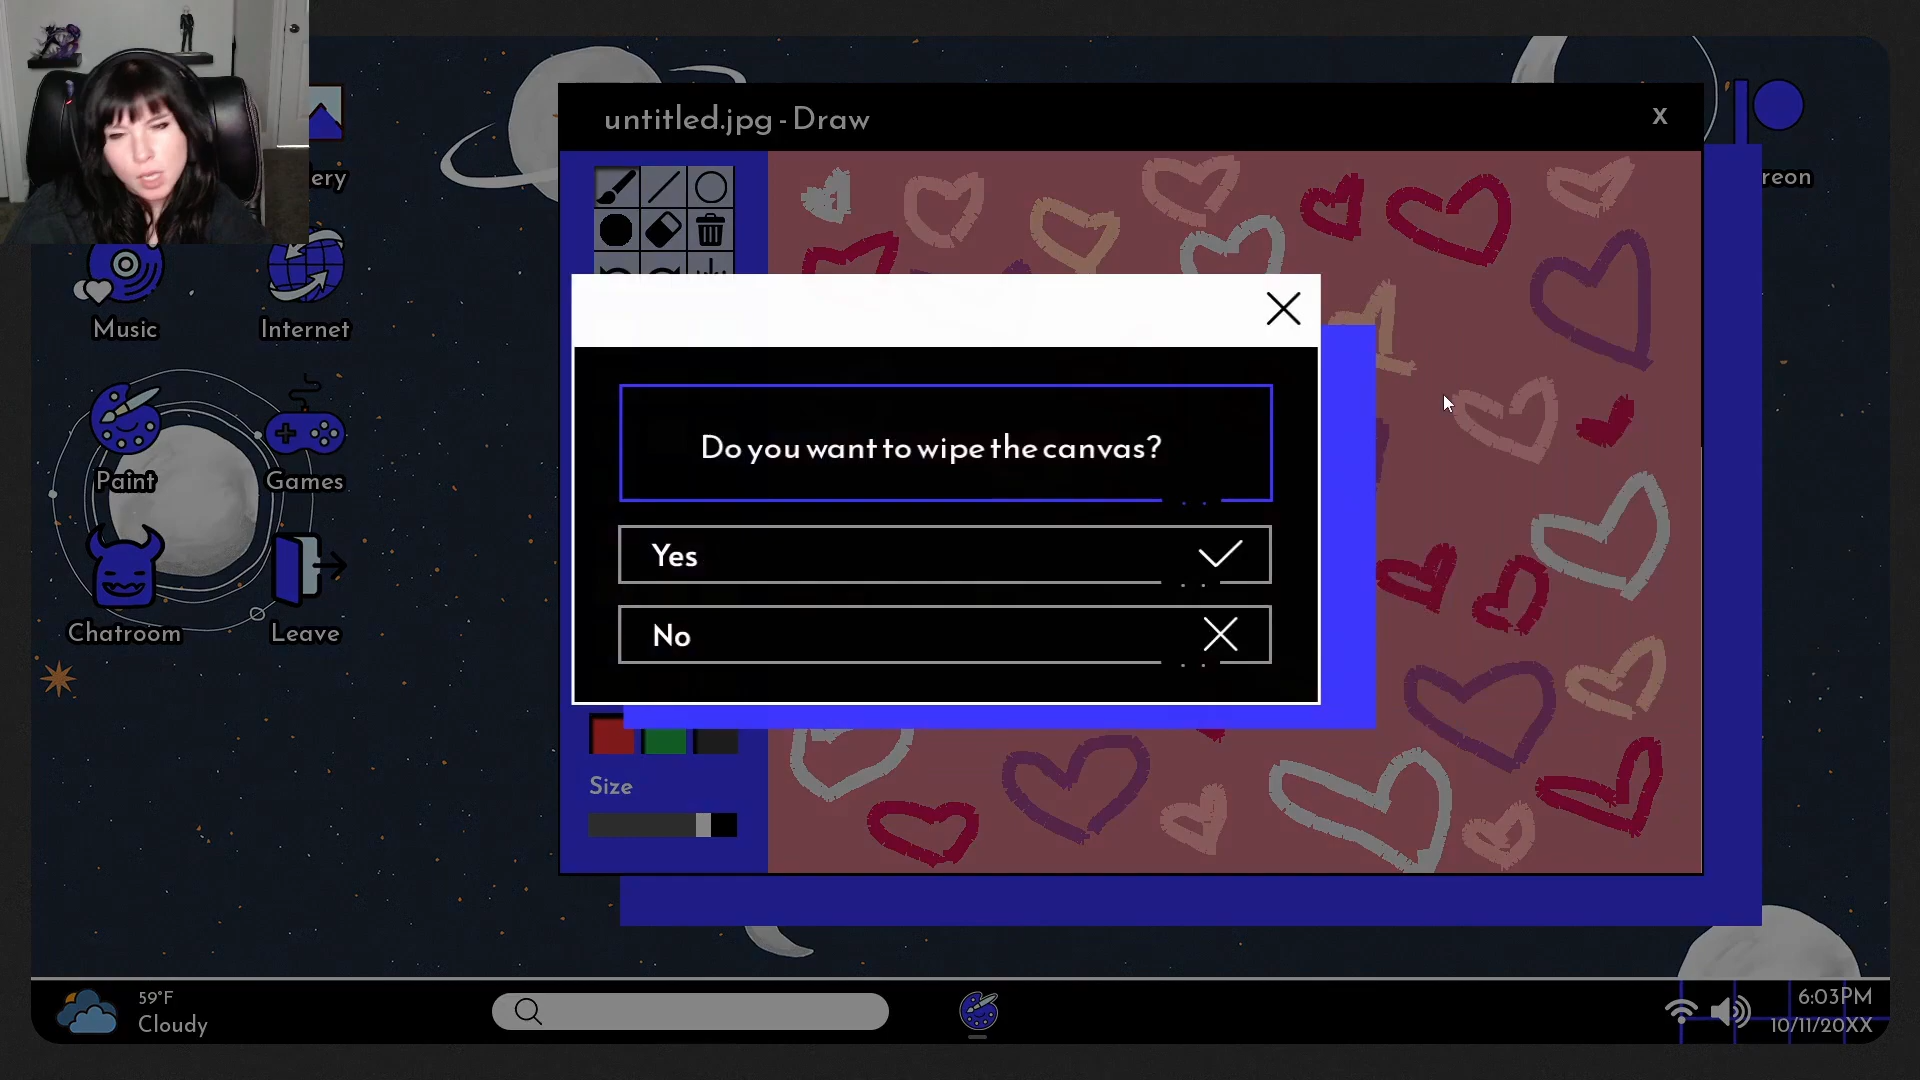 untitled.jpg - Draw
x
ery
reon
Music
Internet
Do you want to wipe the canvas?
Yes
No
Paint
Games
Chatroom
Leave
Size
59°F
Cloudy
6:03PM
10/11/20XX